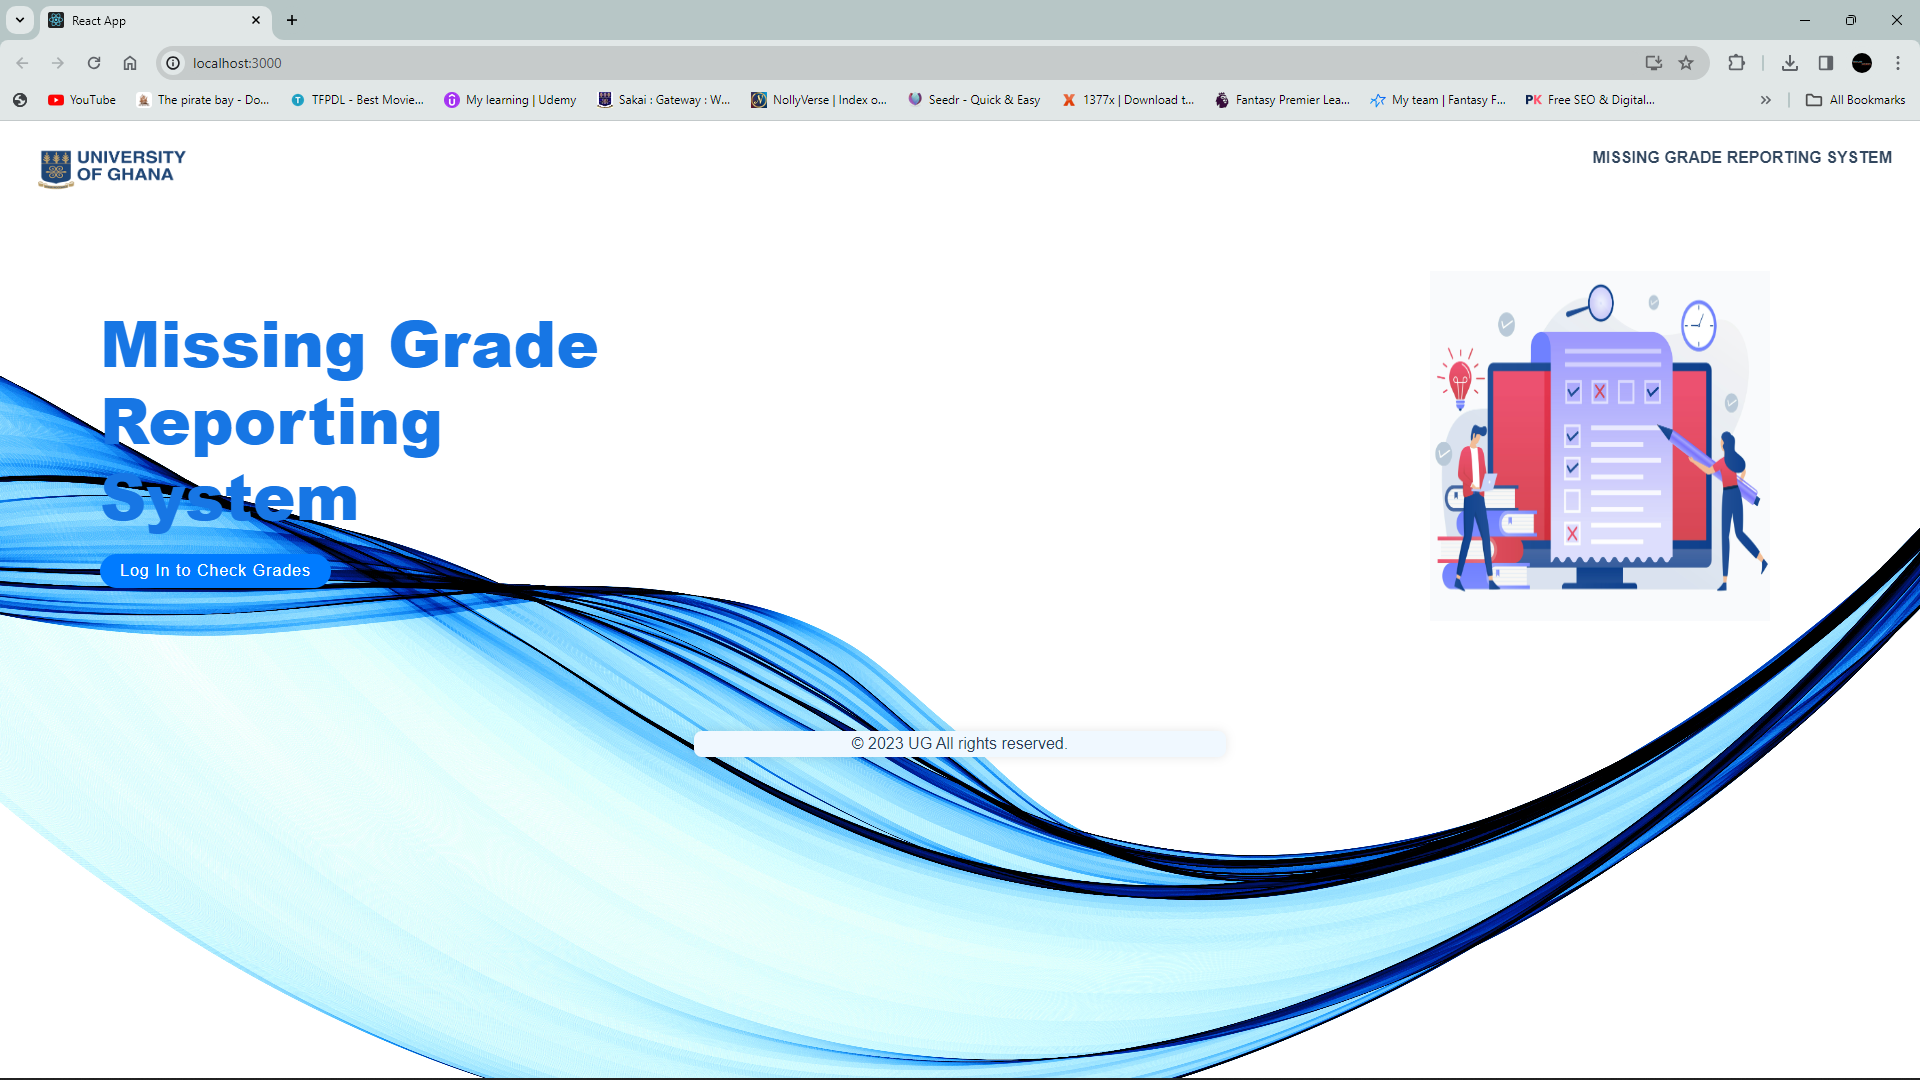 React App
localhost:3000
YouTube
The pirate bay - Do...
TFPDL - Best Movie...
My learning | Udemy
Sakai : Gateway : W...
NollyVerse | Index o...
Seedr - Quick & Easy
1377x | Download t...
Fantasy Premier Lea...
My team | Fantasy F...
PK Free SEO & Digital...
All Bookmarks
UNIVERSITY
OF GHANA
MISSING GRADE REPORTING SYSTEM
Missing Grade
Reporting
System
Log In to Check Grades
© 2023 UG All rights reserved.